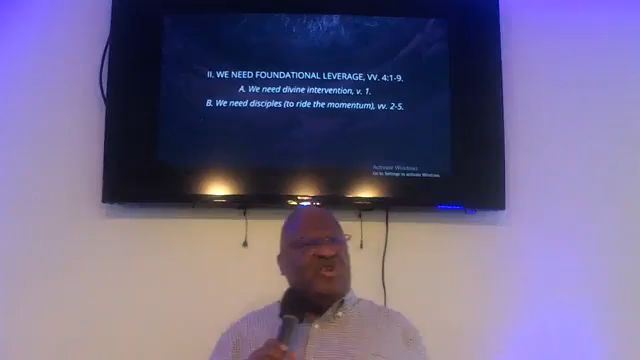 II. WE NEED FOUNDATIONAL LEVERAGE, VV. 4:1-9.
A. We need divine intervention, v. 1.
B. We need disciples (to ride the momentum), vv. 2-5.
Activate Windows
Go to Settings to activate Windows.